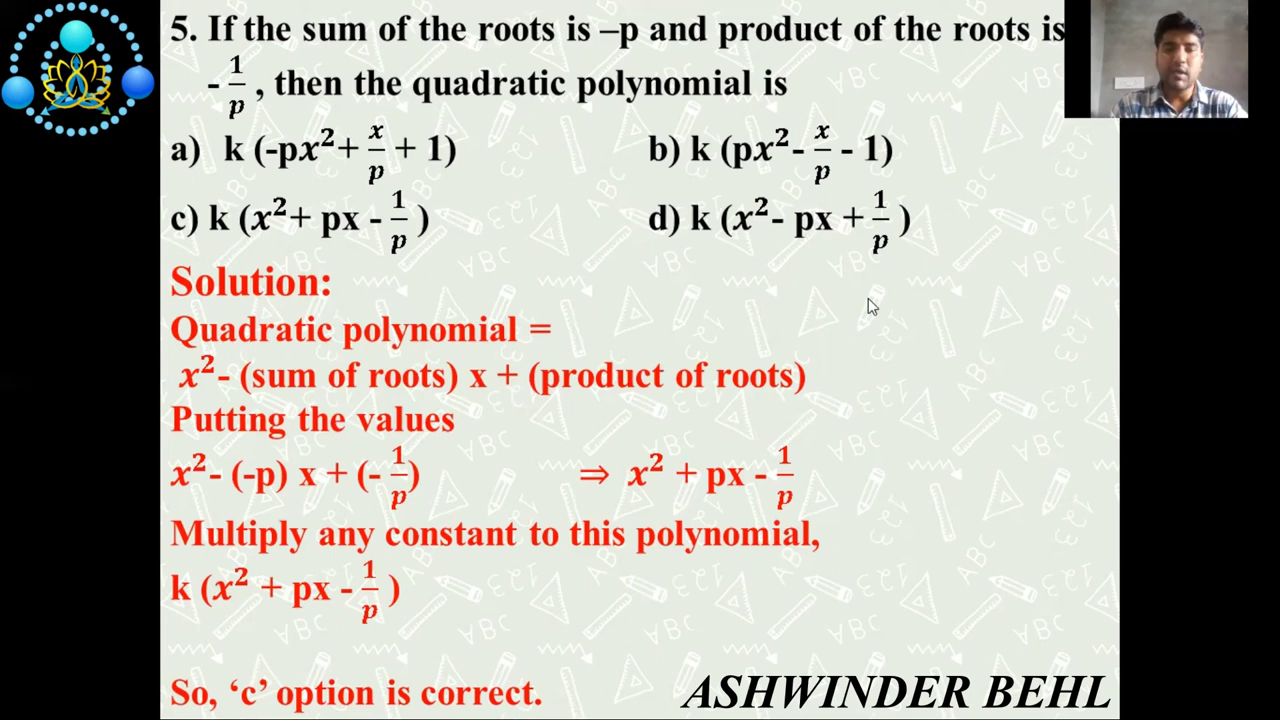 5. If the sum of the roots is –p and product of the roots is
- 1/p , then the quadratic polynomial is
a) k (-px²+ x/p + 1) b) k (px²- x/p - 1)
c) k (x²+ px - 1/p ) d) k (x²- px + 1/p )
Solution:
Quadratic polynomial =
x²- (sum of roots) x + (product of roots)
Putting the values
x²- (-p) x + (- 1/p) ⇒ x² + px - 1/p
Multiply any constant to this polynomial,
k (x² + px - 1/p )
So, ‘c’ option is correct.
ASHWINDER BEHL